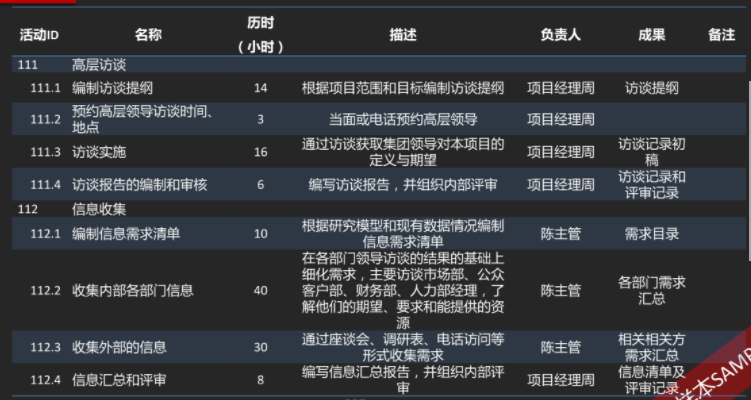 活动ID 名称 历时（小时） 描述 负责人 成果 备注
111 高层访谈
111.1 编制访谈提纲 14 根据项目范围和目标编制访谈提纲 项目经理周 访谈提纲
111.2 预约高层领导访谈时间、地点 3 当面或电话预约高层领导 项目经理周
111.3 访谈实施 16 通过访谈获取集团领导对本项目的定义与期望 项目经理周 访谈记录初稿
111.4 访谈报告的编制和审核 6 编写访谈报告，并组织内部评审 项目经理周 访谈记录和评审记录
112 信息收集
112.1 编制信息需求清单 10 根据研究模型和现有数据情况编制信息需求清单 陈主管 需求目录
112.2 收集内部各部门信息 40 在各部门领导访谈的结果的基础上细化需求，主要访谈市场部、公众客户部、财务部、人力部经理，了解他们的期望、要求和能提供的资源 陈主管 各部门需求汇总
112.3 收集外部的信息 30 通过座谈会、调研表、电话访问等形式收集需求 陈主管 相关相关方需求汇总
112.4 信息汇总和评审 8 编写信息汇总报告，并组织内部评审 项目经理周 信息清单及评审记录
样本SAMP